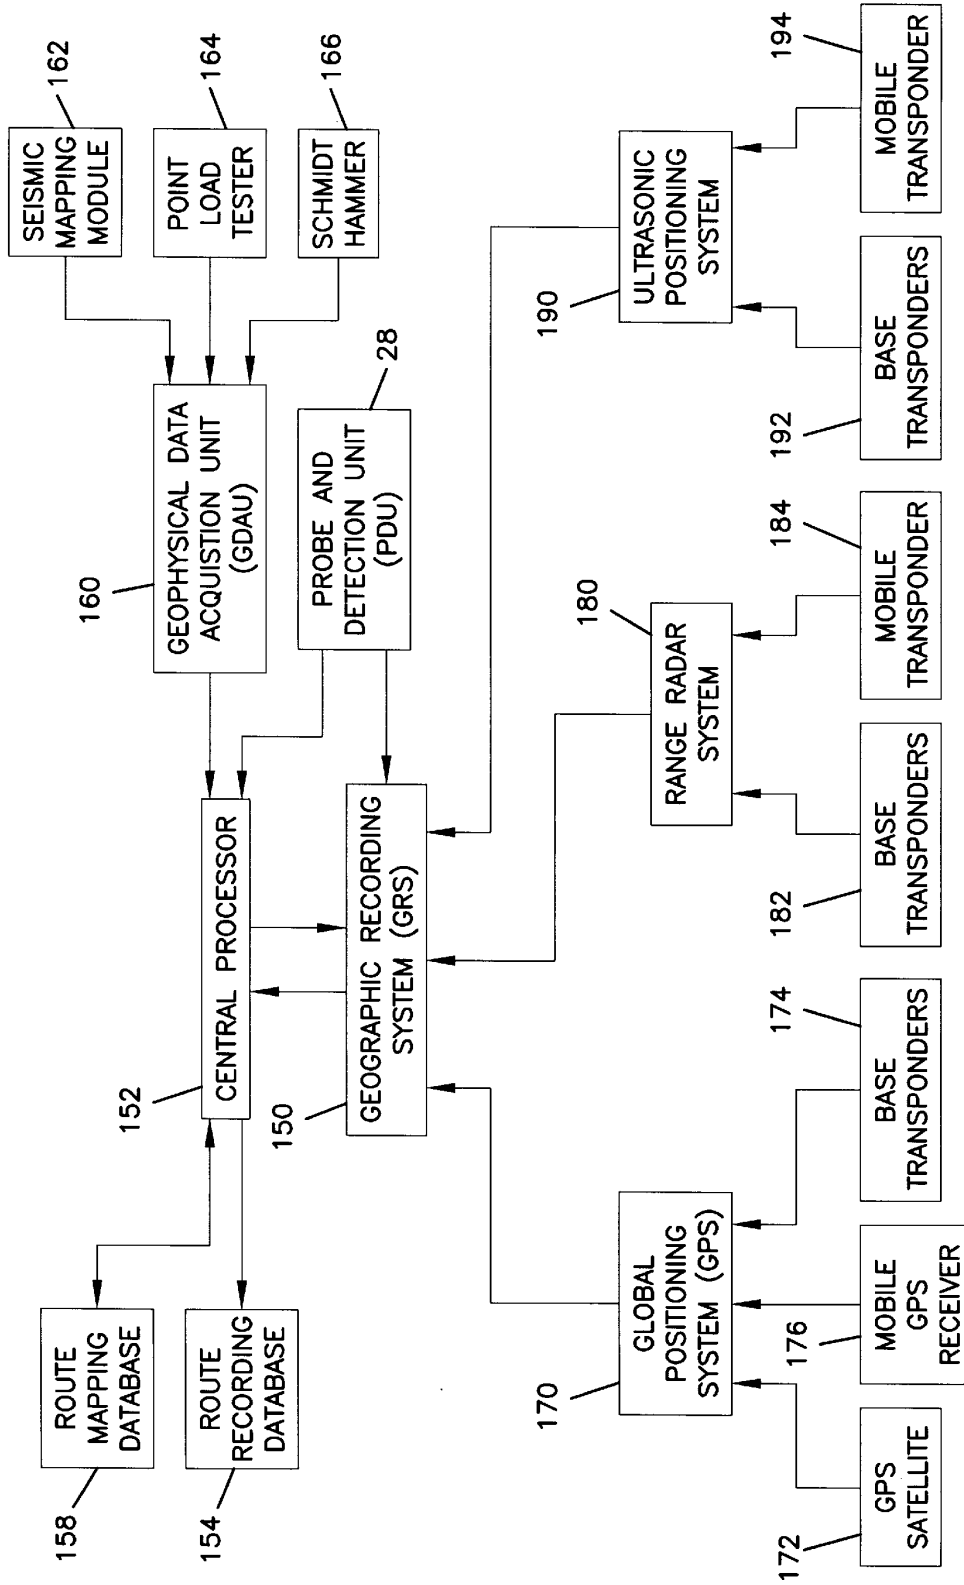 158
ROUTE
MAPPING
DATABASE
154
ROUTE
RECORDING
DATABASE
152
CENTRAL PROCESSOR
150
GEOGRAPHIC RECORDING
SYSTEM (GRS)
160
GEOPHYSICAL DATA
ACQUISTION UNIT
(GDAU)
PROBE AND
DETECTION UNIT
(PDU)
28
SEISMIC
MAPPING
MODULE
162
POINT
LOAD
TESTER
164
SCHMIDT
HAMMER
166
170
GLOBAL
POSITIONING
SYSTEM (GPS)
180
RANGE RADAR
SYSTEM
190
ULTRASONIC
POSITIONING
SYSTEM
172
GPS
SATELLITE
176
MOBILE
GPS
RECEIVER
174
BASE
TRANSPONDERS
182
BASE
TRANSPONDERS
184
MOBILE
TRANSPONDER
192
BASE
TRANSPONDERS
194
MOBILE
TRANSPONDER